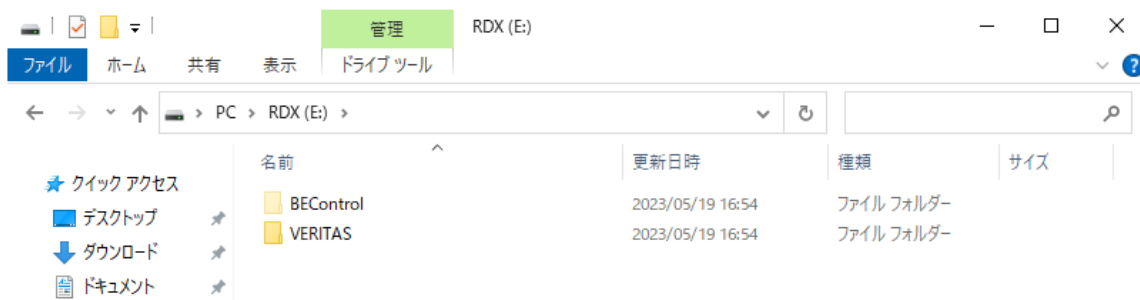 管理 RDX (E:)
ファイル ホーム 共有 表示 ドライブ ツール
PC RDX (E:)
名前 更新日時 種類 サイズ
クイック アクセス
BEControl 2023/05/19 16:54 ファイル フォルダー
デスクトップ
VERITAS 2023/05/19 16:54 ファイル フォルダー
ダウンロード
ドキュメント